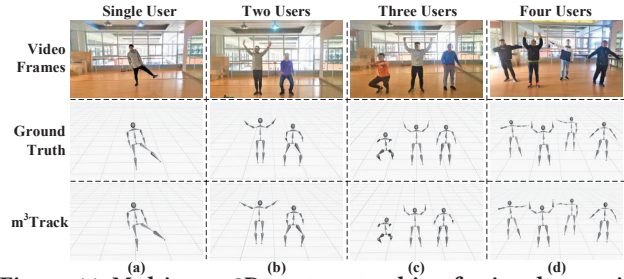 Single User Two Users Three Users Four Users
Video
Frames
Ground
Truth
m³Track
(a) (b) (c) (d)